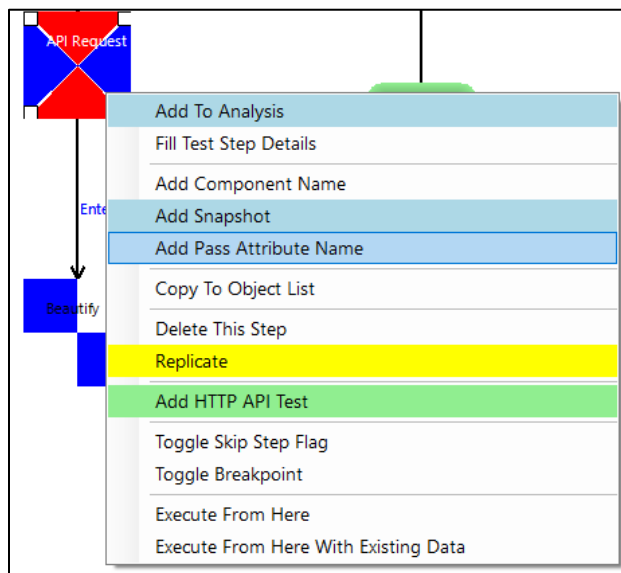 API Request
Add To Analysis
Fill Test Step Details
Add Component Name
Ente
Add Snapshot
Add Pass Attribute Name
Copy To Object List
Beautify
Delete This Step
Replicate
Add HTTP API Test
Toggle Skip Step Flag
Toggle Breakpoint
Execute From Here
Execute From Here With Existing Data